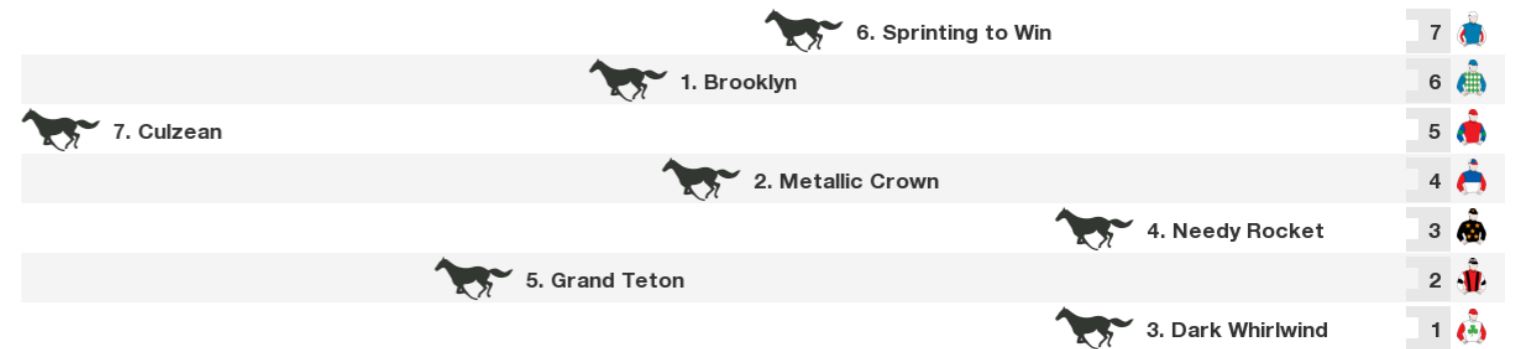 6. Sprinting to Win 7
1. Brooklyn 6
7. Culzean 5
2. Metallic Crown 4
4. Needy Rocket 3
5. Grand Teton 2
3. Dark Whirlwind 1